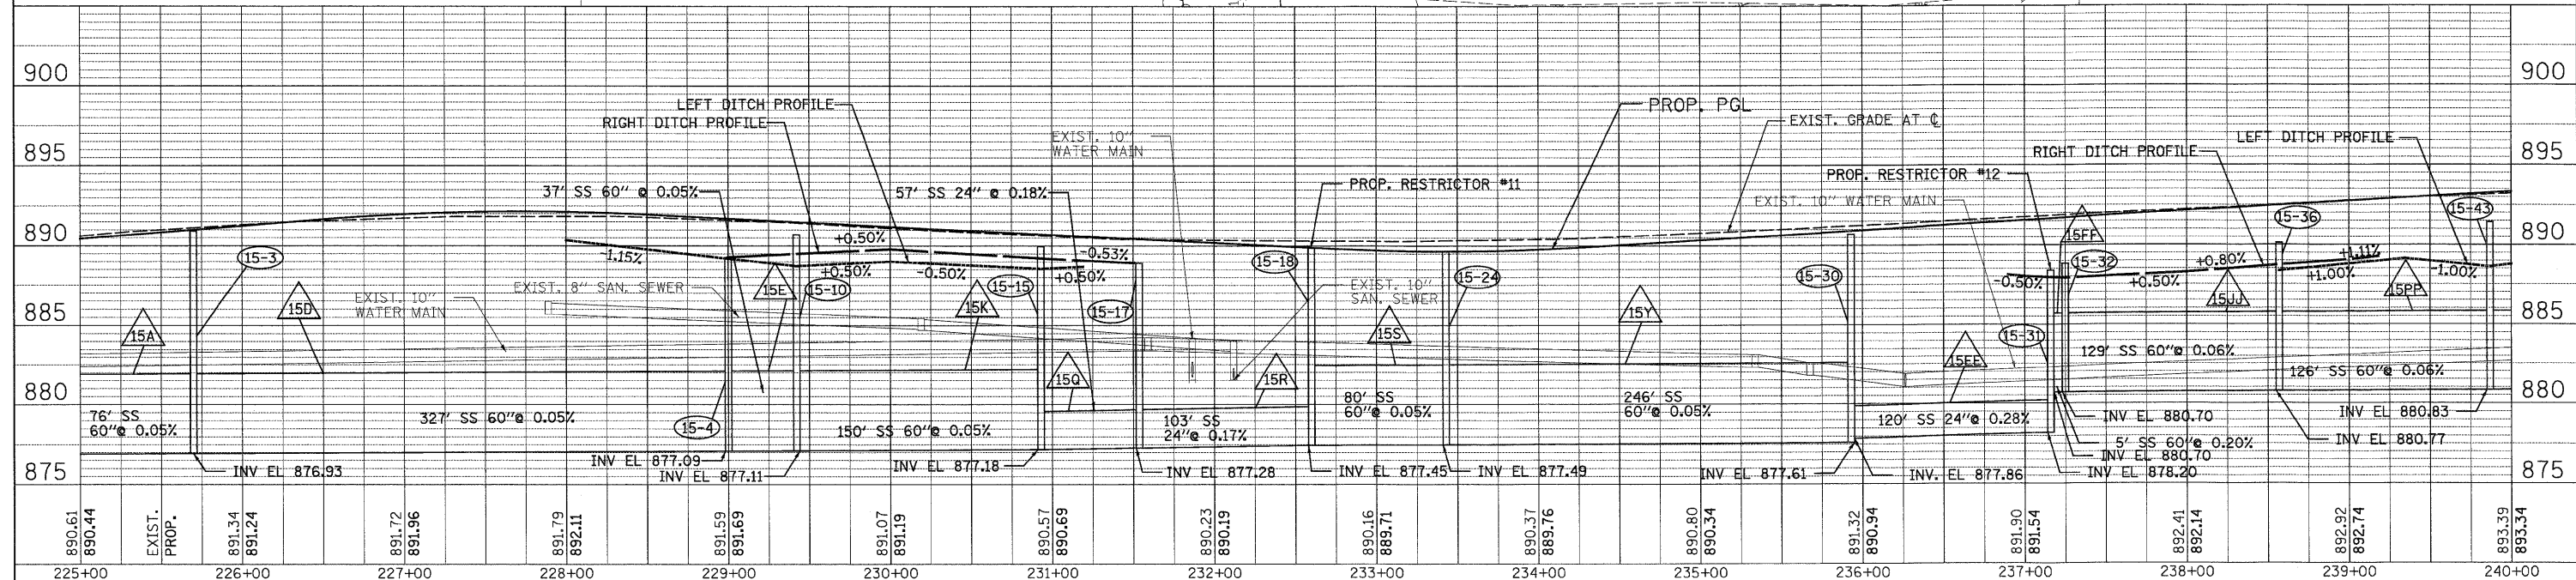 900
900
LEFT DITCH PROFILE
RIGHT DITCH PROFILE
EXIST. 10"
WATER MAIN
PROP. PGL
EXIST. GRADE AT ℄
LEFT DITCH PROFILE
RIGHT DITCH PROFILE
895
895
37' SS 60" @ 0.05%
57' SS 24" @ 0.18%
PROP. RESTRICTOR #11
PROP. RESTRICTOR #12
EXIST. 10" WATER MAIN
15-43
15-36
890
890
15FF
+0.50%
-1.15%
-0.53%
15-3
15-18
15-24
15-30
15-32
+0.80%
+1.11%
+0.50%
-0.50%
+0.50%
-0.50%
+0.50%
+1.00%
-1.00%
15E
15-10
15-15
15JJ
15PP
EXIST. 8" SAN. SEWER
EXIST. 10"
SAN. SEWER
EXIST. 10"
WATER MAIN
15D
15K
15-17
15Y
885
885
15A
15S
15-31
15Q
15R
15EE
129' SS 60"@ 0.06%
126' SS 60"@ 0.06%
880
880
76' SS
60"@ 0.05%
327' SS 60"@ 0.05%
15-4
150' SS 60"@ 0.05%
103' SS
24"@ 0.17%
80' SS
60"@ 0.05%
246' SS
60"@ 0.05%
120' SS 24"@ 0.28%
INV EL 880.70
INV EL 880.83
5' SS 60"@ 0.20%
INV EL 880.77
INV EL 880.70
875
875
INV EL 876.93
INV EL 877.09
INV EL 877.11
INV EL 877.18
INV EL 877.28
INV EL 877.45
INV EL 877.49
INV EL 877.61
INV. EL 877.86
INV EL 878.20
890.61
890.44
EXIST.
PROP.
891.34
891.24
891.72
891.96
891.79
892.11
891.59
891.69
891.07
891.19
890.57
890.69
890.23
890.19
890.16
889.71
890.37
889.76
890.80
890.34
891.32
890.94
891.90
891.54
892.41
892.14
892.92
892.74
893.39
893.34
225+00
226+00
227+00
228+00
229+00
230+00
231+00
232+00
233+00
234+00
235+00
236+00
237+00
238+00
239+00
240+00